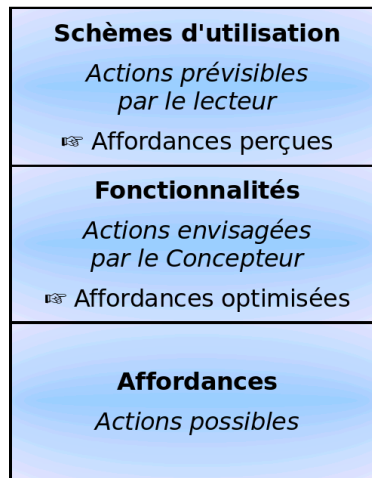 Schèmes d'utilisation
Actions prévisibles
par le lecteur
☞ Affordances perçues
Fonctionnalités
Actions envisagées
par le Concepteur
☞ Affordances optimisées
Affordances
Actions possibles